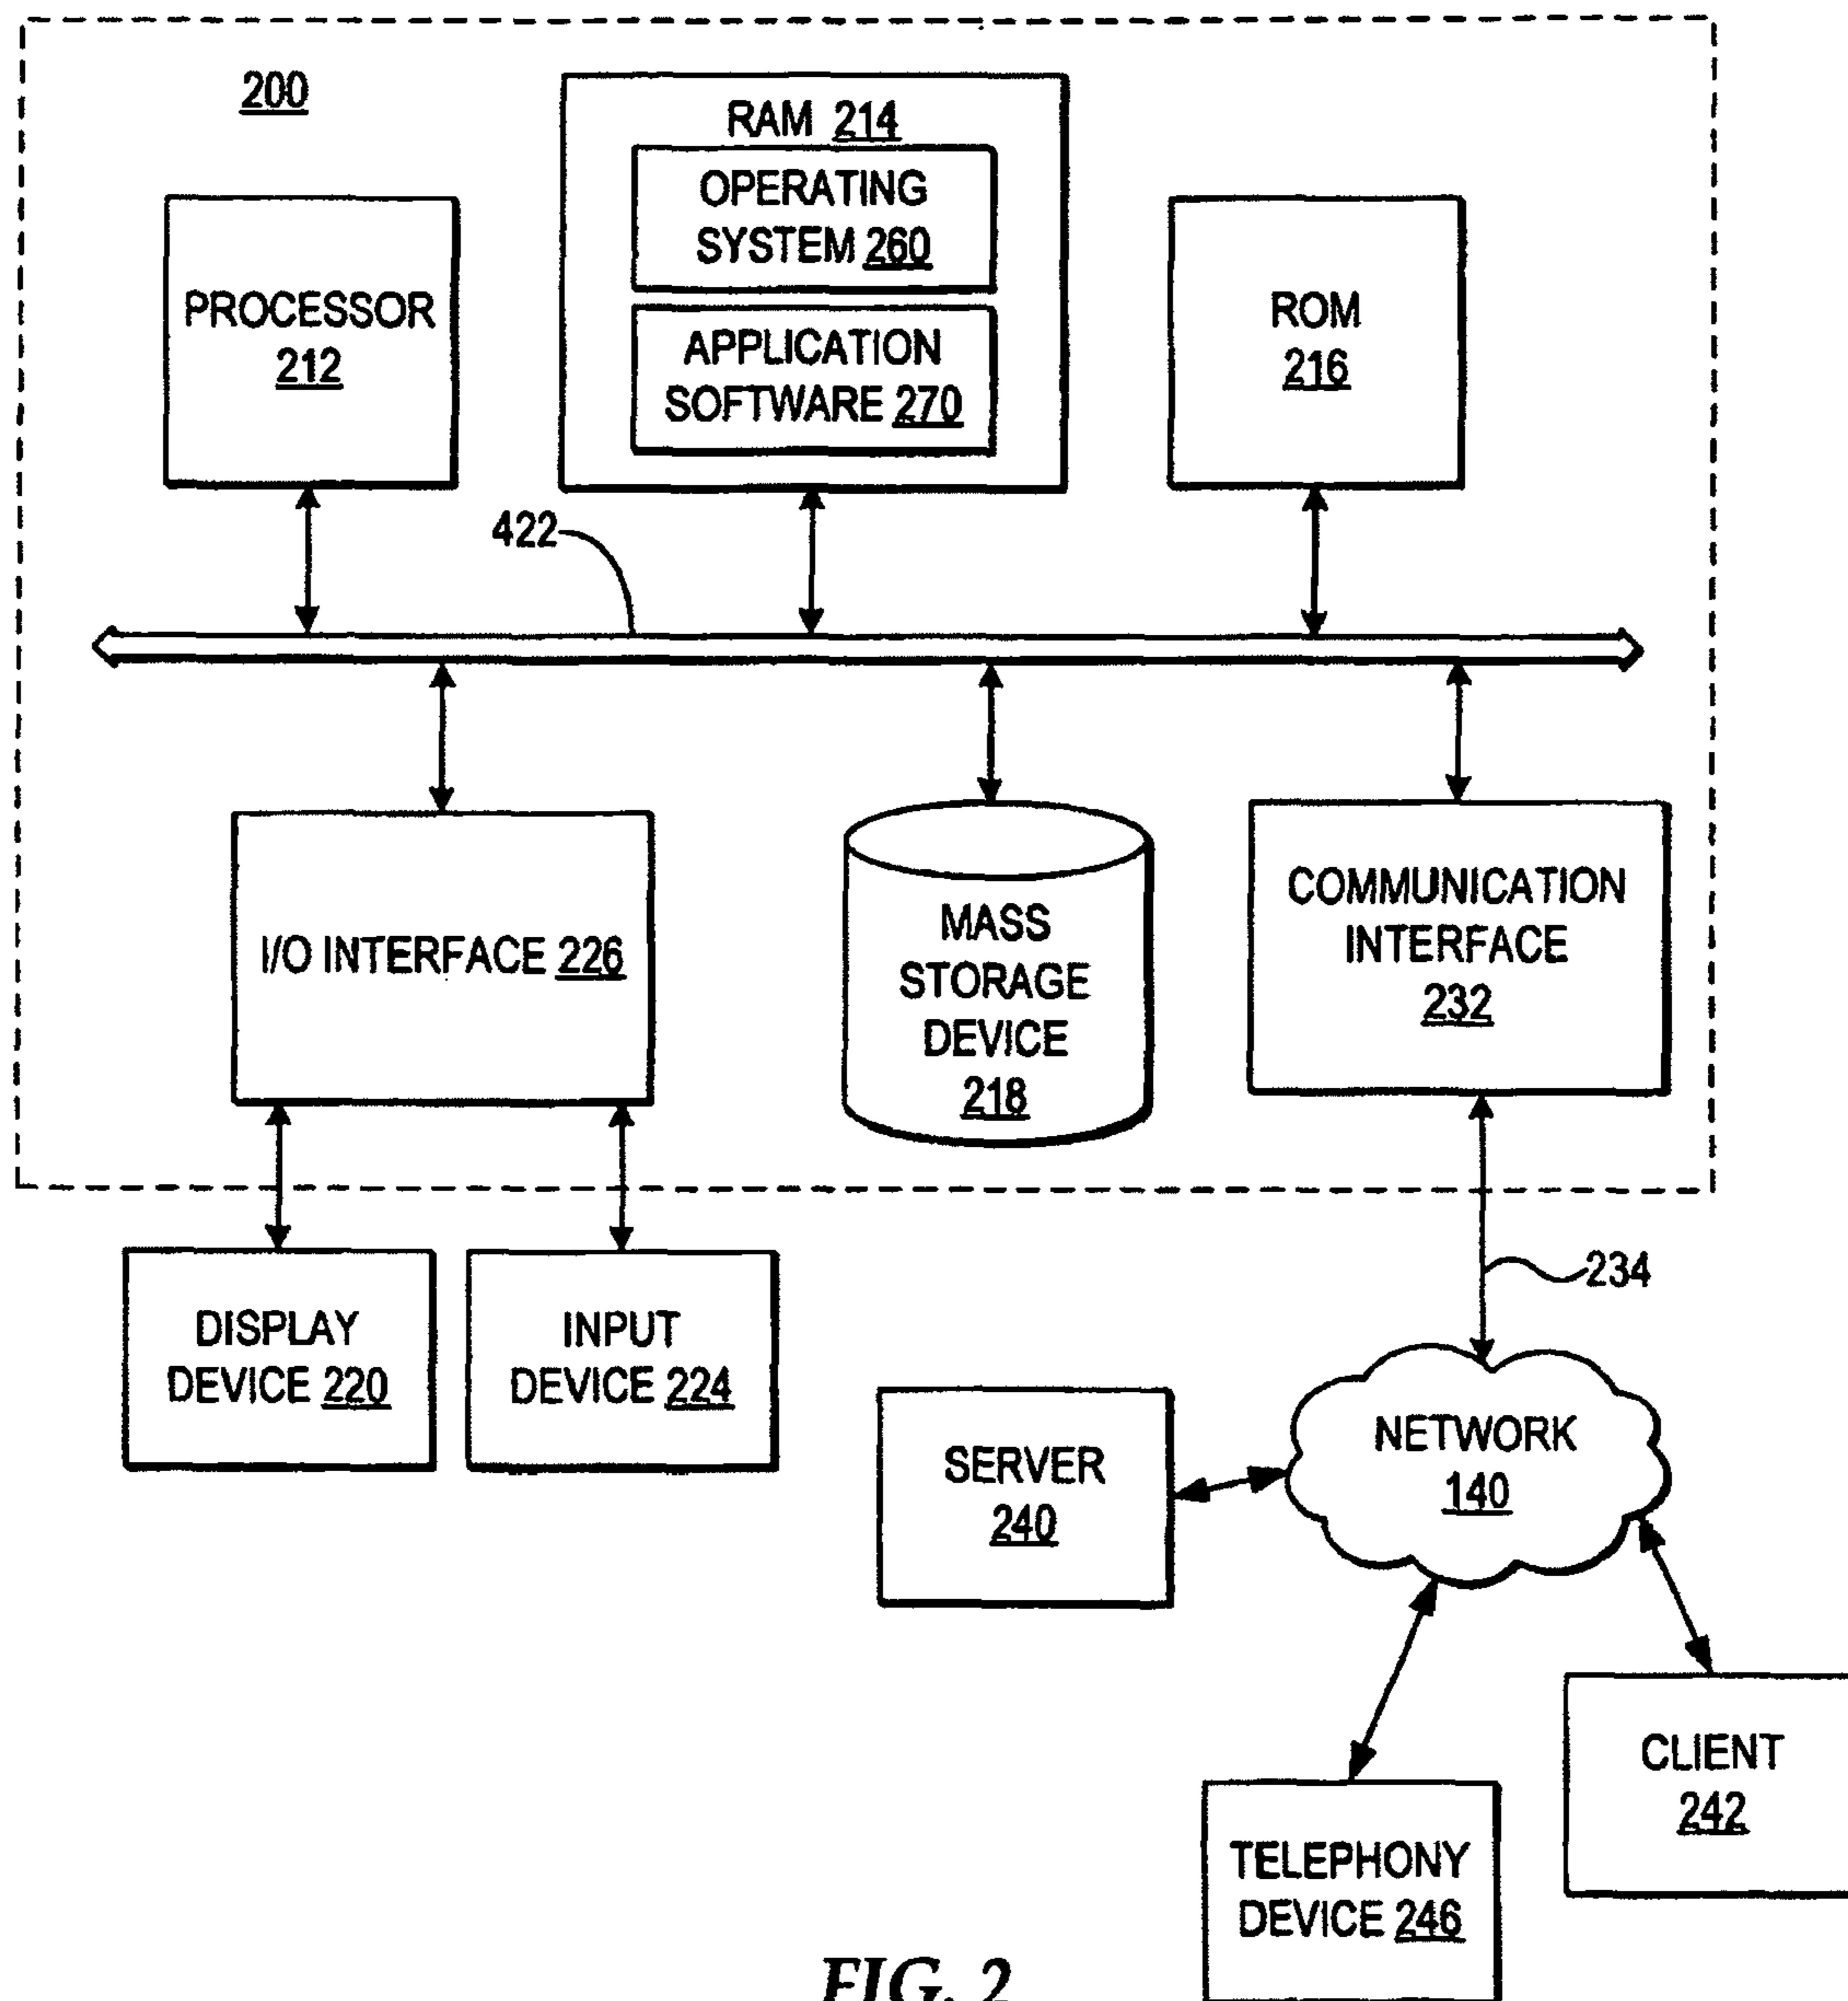 200
RAM 214
OPERATING
SYSTEM 260
APPLICATION
SOFTWARE 270
PROCESSOR
212
ROM
216
422
I/O INTERFACE 226
MASS
STORAGE
DEVICE
218
COMMUNICATION
INTERFACE
232
234
DISPLAY
DEVICE 220
INPUT
DEVICE 224
SERVER
240
NETWORK
140
CLIENT
242
TELEPHONY
DEVICE 246
FIG. 2